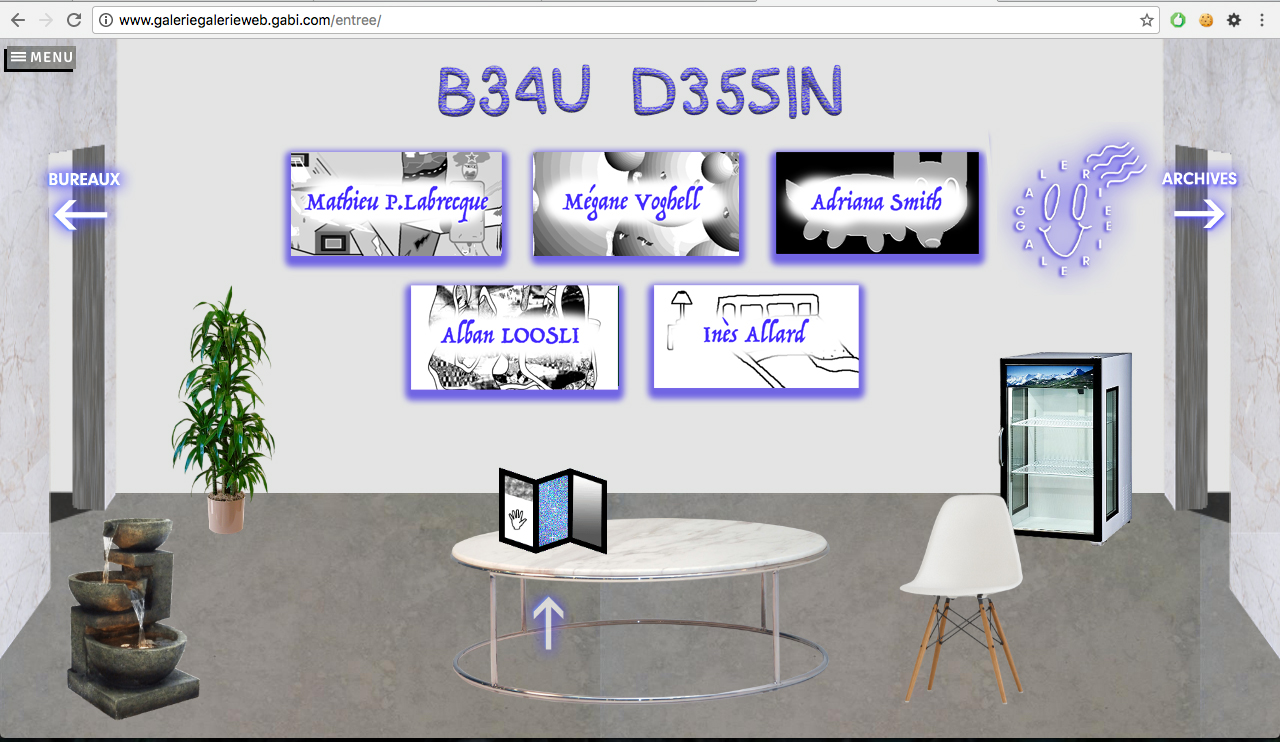 www.galeriegalerieweb.gabi.com/entree/
MENU
B34U D355IN
BUREAUX
Mathieu P.Labrecque
Mégane Voghell
Adriana Smith
GALERIE
GALERIE
ARCHIVES
Alban LOOSLI
Inès Allard